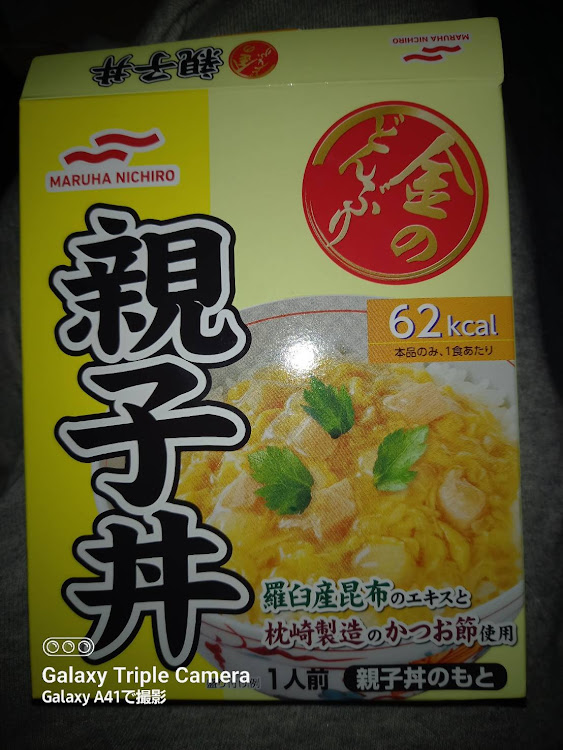 MARUHA NICHIRO
親子丼
MARUHA NICHIRO
金の
どんぶり
親子丼
62kcal
本品のみ、1食あたり
羅臼産昆布のエキスと
枕崎製造のかつお節使用
1人前
親子丼のもと
Galaxy Triple Camera
Galaxy A41で撮影